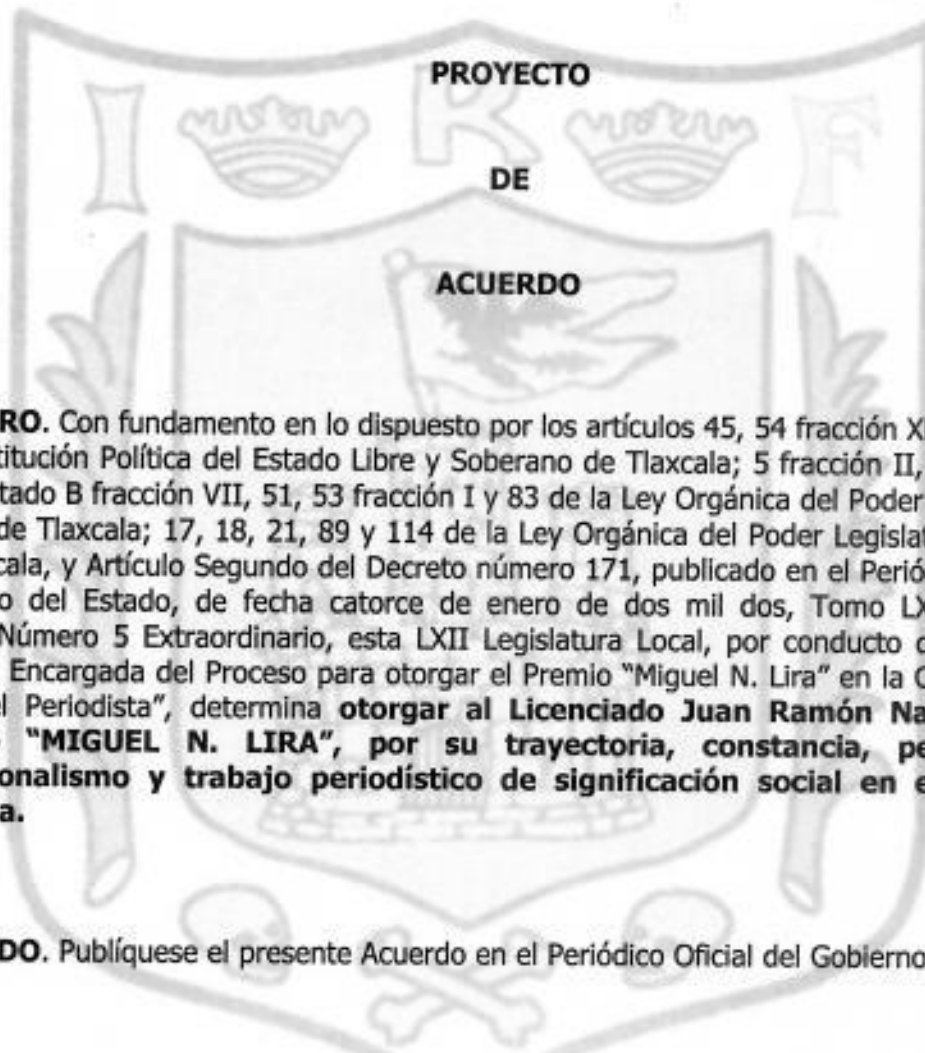 I R F
PROYECTO
DE
ACUERDO
RO. Con fundamento en lo dispuesto por los artículos 45, 54 fracción X
titución Política del Estado Libre y Soberano de Tlaxcala; 5 fracción II,
tado B fracción VII, 51, 53 fracción I y 83 de la Ley Orgánica del Poder
de Tlaxcala; 17, 18, 21, 89 y 114 de la Ley Orgánica del Poder Legislat
cala, y Artículo Segundo del Decreto número 171, publicado en el Perió
o del Estado, de fecha catorce de enero de dos mil dos, Tomo LX
Número 5 Extraordinario, esta LXII Legislatura Local, por conducto
Encargada del Proceso para otorgar el Premio "Miguel N. Lira" en la
l Periodista", determina otorgar al Licenciado Juan Ramón Na
"MIGUEL N. LIRA", por su trayectoria, constancia, pe
onalismo y trabajo periodístico de significación social en e
a.
DO. Publíquese el presente Acuerdo en el Periódico Oficial del Gobierno